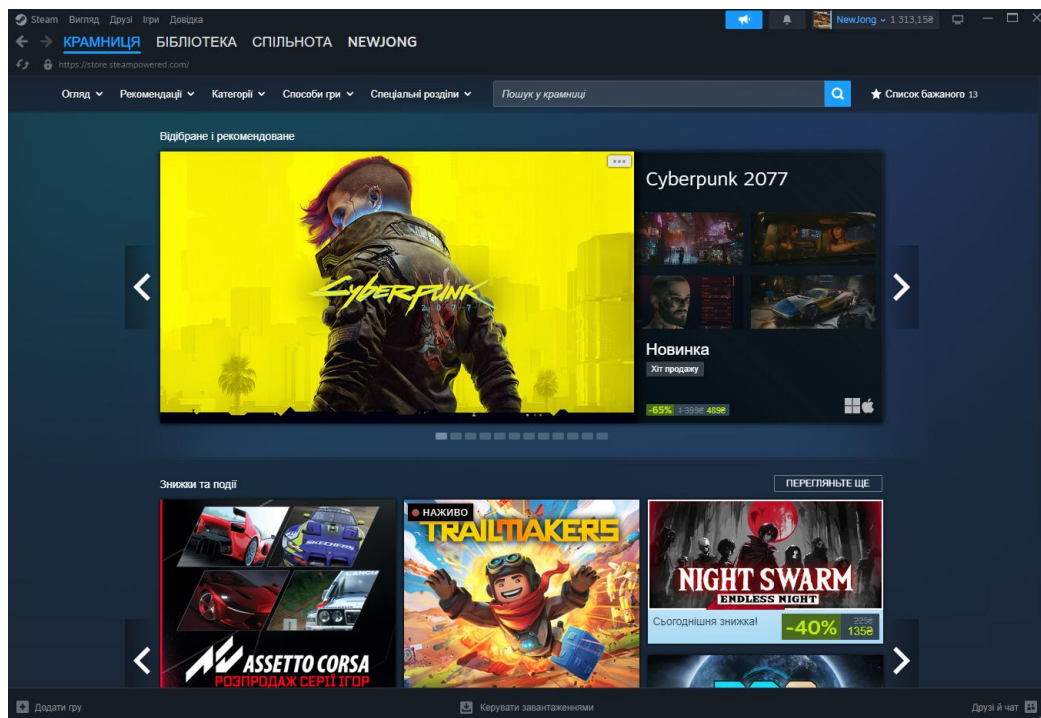 Steam Вигляд Друзі Ігри Довідка
NewJong 1 313,15₴
КРАМНИЦЯ БІБЛІОТЕКА СПІЛЬНОТА NEWJONG
https://store.steampowered.com/
Огляд Рекомендації Категорії Способи гри Спеціальні розділи Пошук у крамниці Список бажаного 13
Відібране і рекомендоване
Cyberpunk 2077
CYBERPUNK
2077
Новинка
Хіт продажу
-65% 1 399₴ 489₴
Знижки та події
ПЕРЕГЛЯНЬТЕ ЩЕ
SKECHERS
ASSETTO CORSA
РОЗПРОДАЖ СЕРІЇ ІГОР
НАЖИВО
TRAILMAKERS
NIGHT SWARM
ENDLESS NIGHT
Сьогоднішня знижка!
-40% 225₴ 135₴
Додати гру
Керувати завантаженнями
Друзі й чат